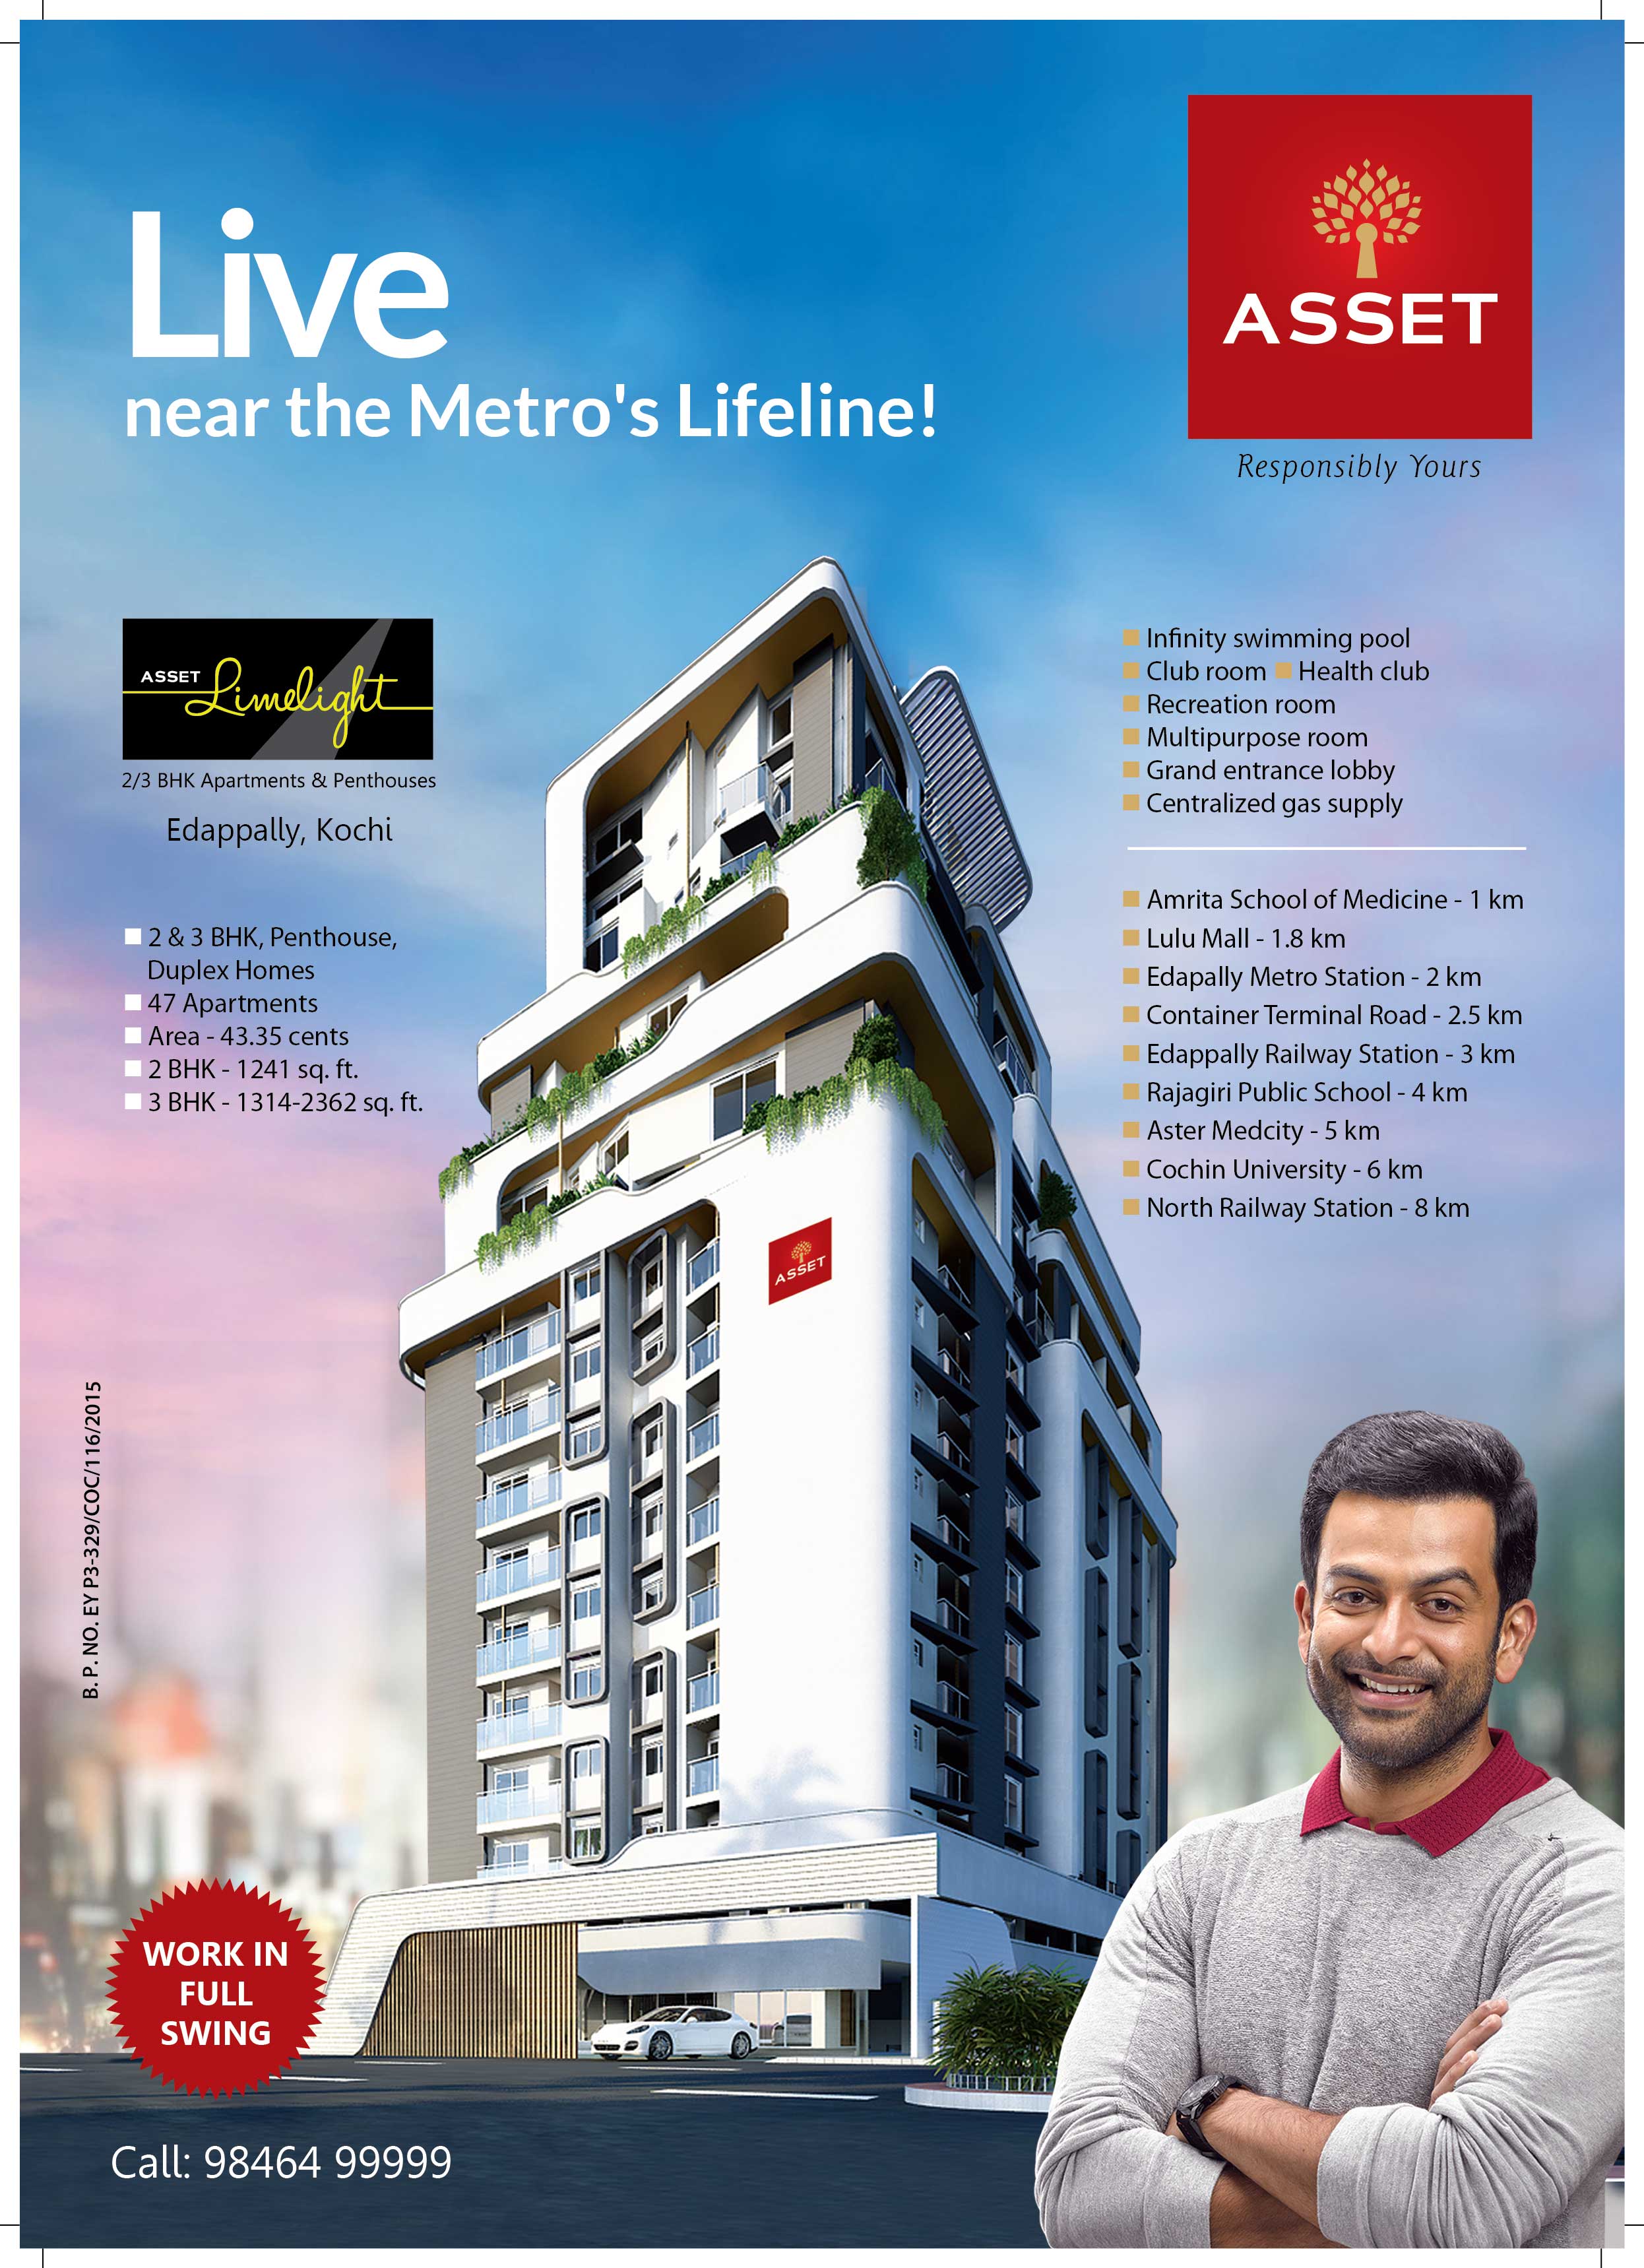 Live
near the Metro's Lifeline!
ASSET
Responsibly Yours
ASSET Limelight
2/3 BHK Apartments & Penthouses
Edappally, Kochi
2 & 3 BHK, Penthouse,
Duplex Homes
47 Apartments
Area - 43.35 cents
2 BHK - 1241 sq. ft.
3 BHK - 1314-2362 sq. ft.
Infinity swimming pool
Club room Health club
Recreation room
Multipurpose room
Grand entrance lobby
Centralized gas supply
Amrita School of Medicine - 1 km
Lulu Mall - 1.8 km
Edapally Metro Station - 2 km
Container Terminal Road - 2.5 km
Edappally Railway Station - 3 km
Rajagiri Public School - 4 km
Aster Medcity - 5 km
Cochin University - 6 km
North Railway Station - 8 km
ASSET
B. P. NO. EY P3-329/COC/116/2015
WORK IN
FULL
SWING
Call: 98464 99999